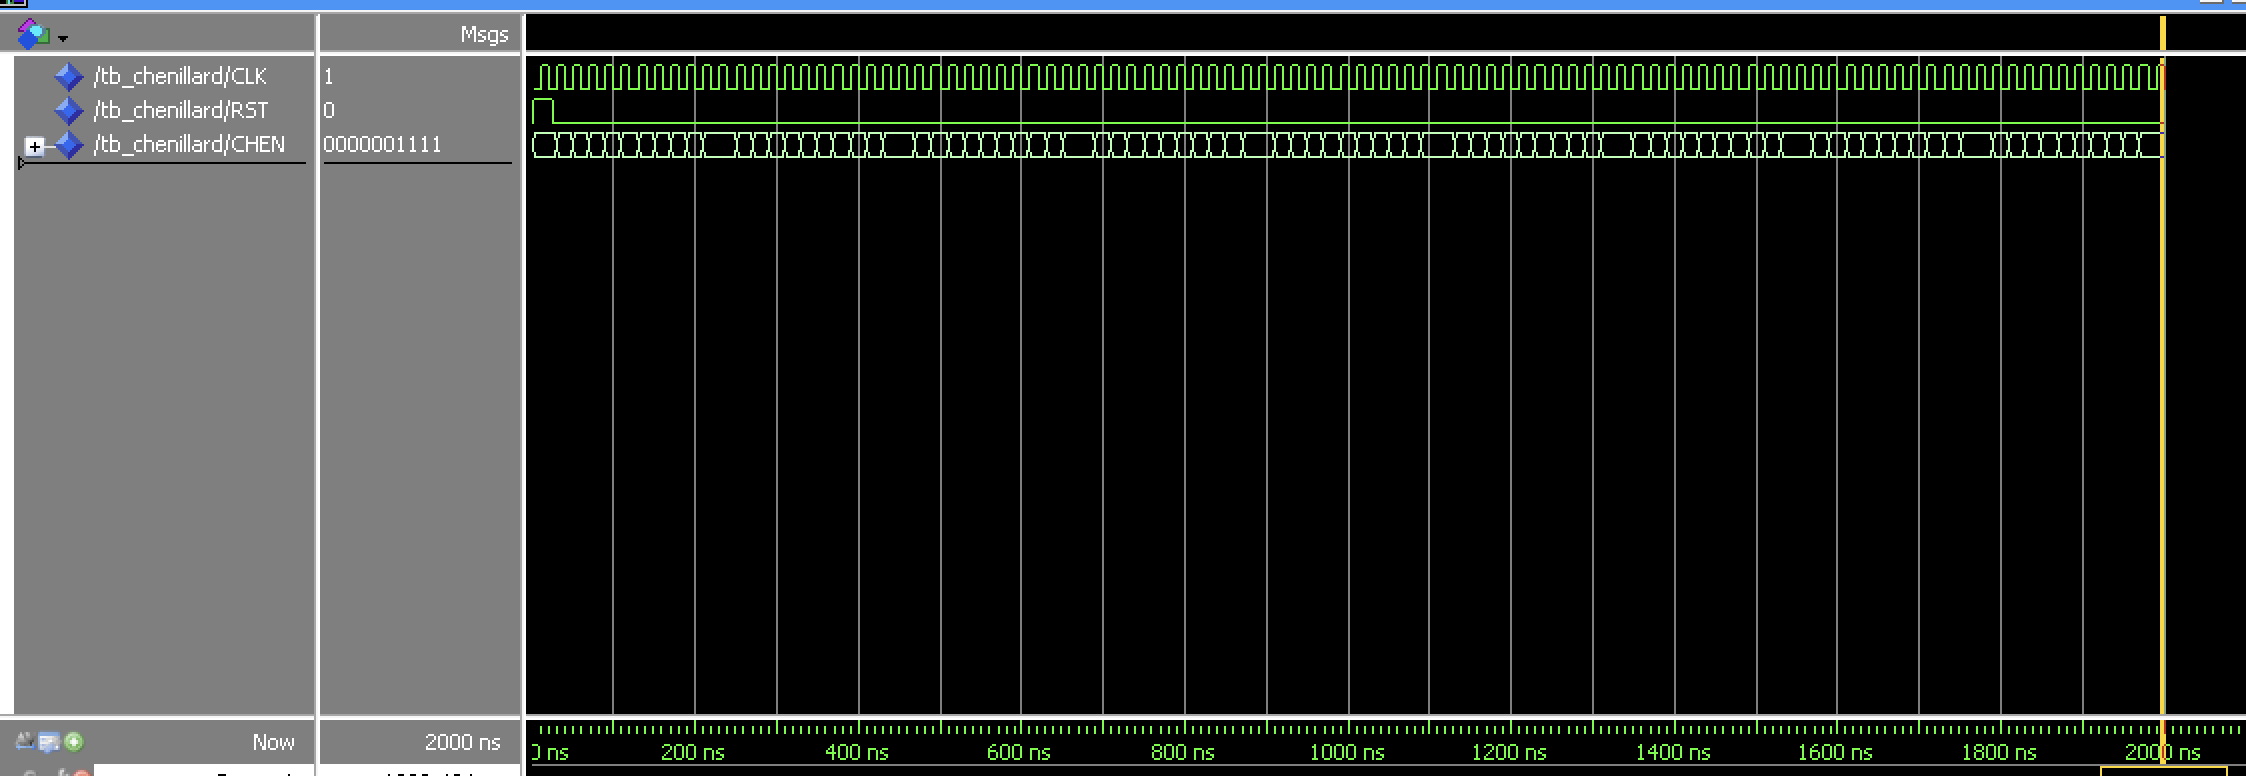 Msgs
/tb_chenillard/CLK 1
/tb_chenillard/RST 0
/tb_chenillard/CHEN 0000001111
Now 2000 ns
0 ns 200 ns 400 ns 600 ns 800 ns 1000 ns 1200 ns 1400 ns 1600 ns 1800 ns 2000 ns